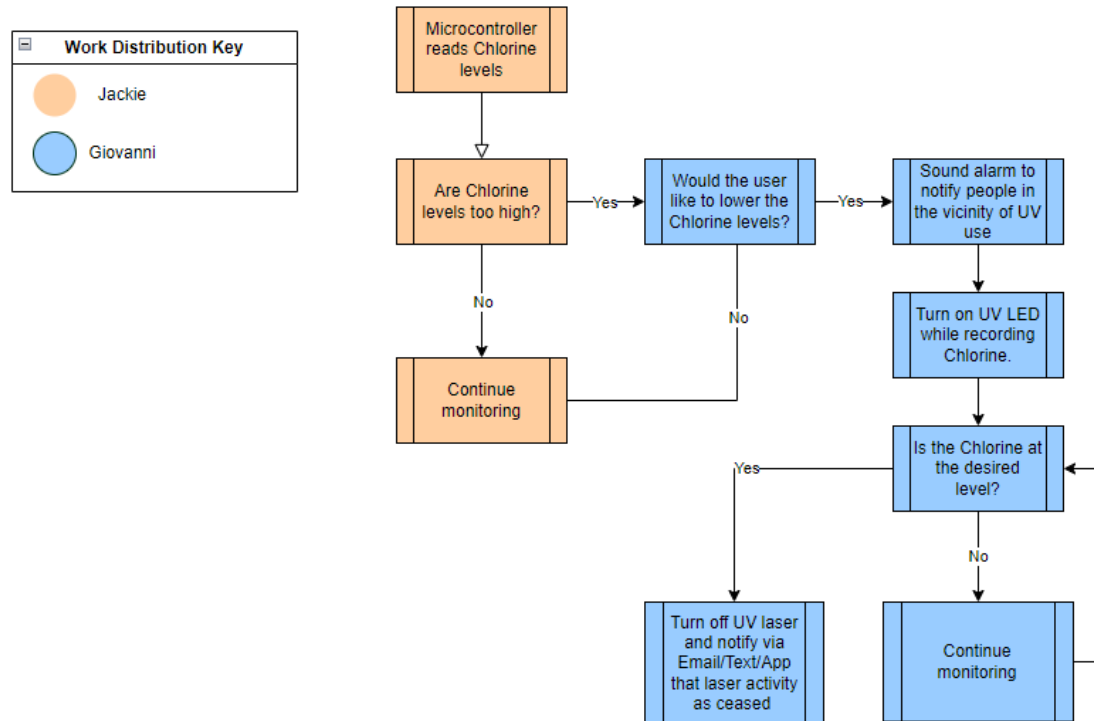 Work Distribution Key
Jackie
Giovanni
Microcontroller
reads Chlorine
levels
Are Chlorine
levels too high?
Yes
Would the user
like to lower the
Chlorine levels?
Yes
Sound alarm to
notify people in
the vicinity of UV
use
No
No
Turn on UV LED
while recording
Chlorine.
Continue
monitoring
Is the Chlorine at
the desired
level?
Yes
No
Turn off UV laser
and notify via
Email/Text/App
that laser activity
as ceased
Continue
monitoring